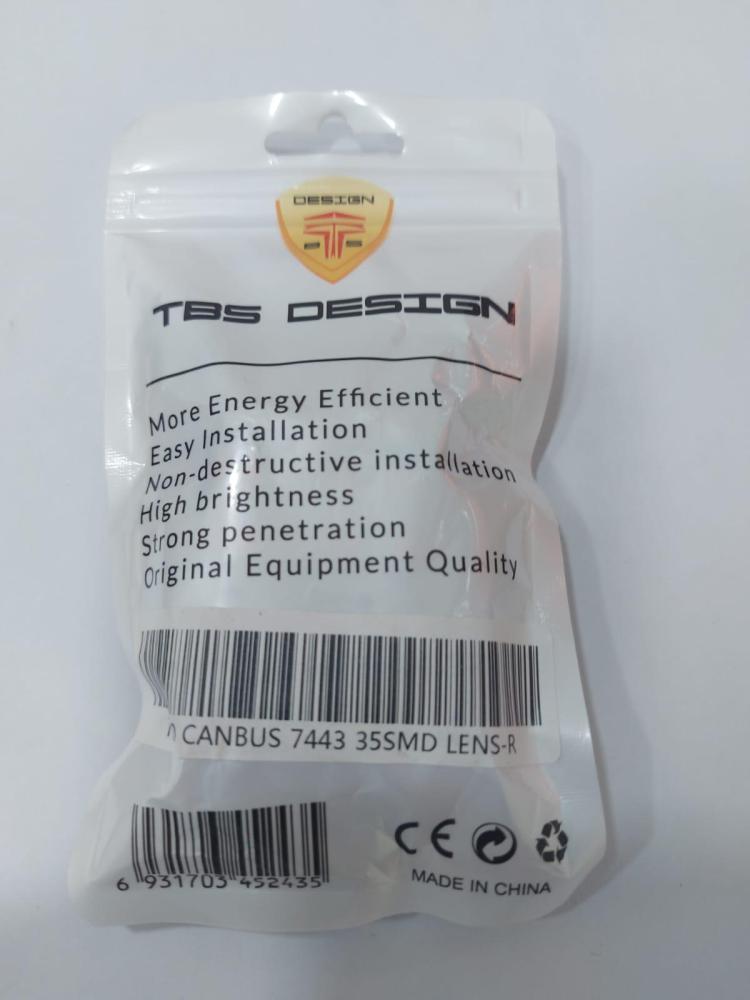 DESIGN
B T S
TBS DESIGN
More Energy Efficient
Easy Installation
Non-destructive installation
High brightness
Strong penetration
Original Equipment Quality
CANBUS 7443 35SMD LENS-R
6 931703 452435
CE
MADE IN CHINA